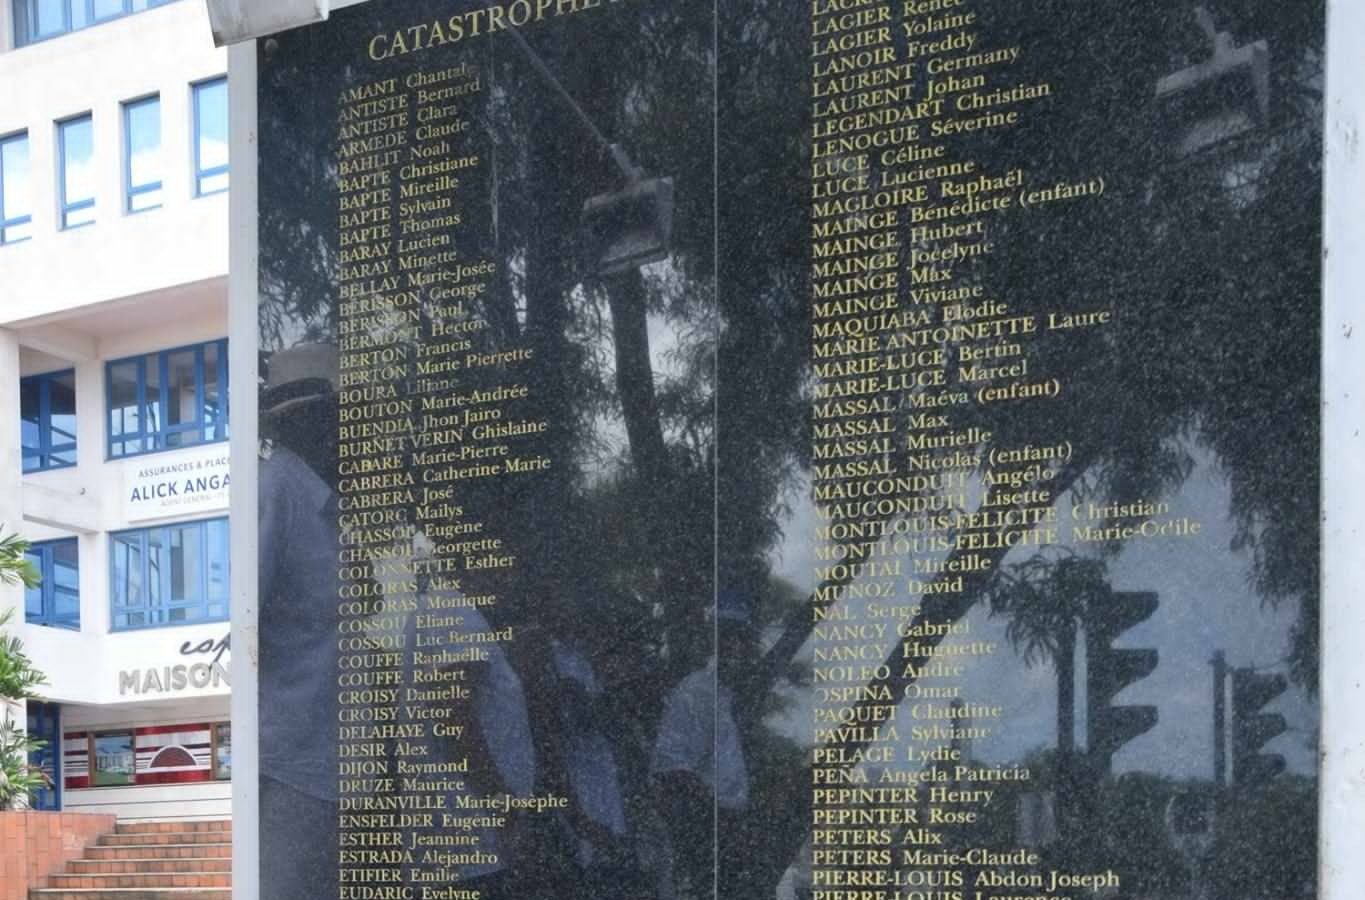 CATASTROPHE
AMANT Chantal
ANTISTE Bernard
ANTISTE Clara
ARMEDE Claude
BAHLIT Noah
BAPTE Christiane
BAPTE Mireille
BAPTE Sylvain
BAPTE Thomas
BARAY Lucien
BARAY Minette
BELLAY Marie-Josée
BERISSON George
BERISSON Paul
BERMONT Hector
BERTON Francis
BERTON Marie Pierrette
BOURA Liliane
BOUTON Marie-Andrée
BUENDIA Jhon Jairo
BURNET VERIN Ghislaine
Marie-Pierre
CABRERA Catherine Marie
CABRERA José
CATORC Maïlys
CHASSOL Eugène
CHASSOL Georgette
COLONNETTE Esther
COLORAS Alex
COLORAS Monique
COSSOU Eliane
COSSOU Luc Bernard
COUFFE Raphaëlle
COUFFE Robert
CROISY Danielle
CROISY Victor
DELAHAYE Guy
DESIR Alex
DIJON Raymond
DRUZE Maurice
DURANVILLE Marie-Josèphe
ENSFELDER Eugénie
ESTHER Jeannine
ESTRADA Alejandro
ETIFIER Emilie
EUDARIC Evelyne
LAGIER Renée
LAGIER Yolaine
LANOIR Freddy
LAURENT Germany
LAURENT Johan
LEGENDART Christian
LENOGUE Séverine
LUCE Céline
LUCE Lucienne
MAGLOIRE Raphaël
MAINGE Benédicte (enfant)
MAINGE Hubert
MAINGE Jocelyne
MAINGE Max
MAINGE Viviane
MAQUIABA Elodie
MARIE ANTOINETTE Laure
MARIE-LUCE Bertin
MARIE-LUCE Marcel
MASSAL Maéva (enfant)
MASSAL Max
MASSAL Murielle
MASSAL Nicolas (enfant)
MAUCONDUIT Angélo
MAUCONDUIT Lisette
MONTLOUIS-FELICITE Christian
MONTLOUIS-FELICITE Marie-Odile
MOUTAI Mireille
MUNOZ David
NAL Serge
NANCY Gabriel
NANCY Huguette
NOLEO André
OSPINA Omar
PAQUET Claudine
PAVILLA Sylviane
PELAGE Lydie
PEÑA Angela Patricia
PEPINTER Henry
PEPINTER Rose
PETERS Alix
PETERS Marie-Claude
PIERRE-LOUIS Abdon Joseph
PIERRE-LOUIS Laurence
ASSURANCES & PLAC
ALICK ANGA
esp
MAISON